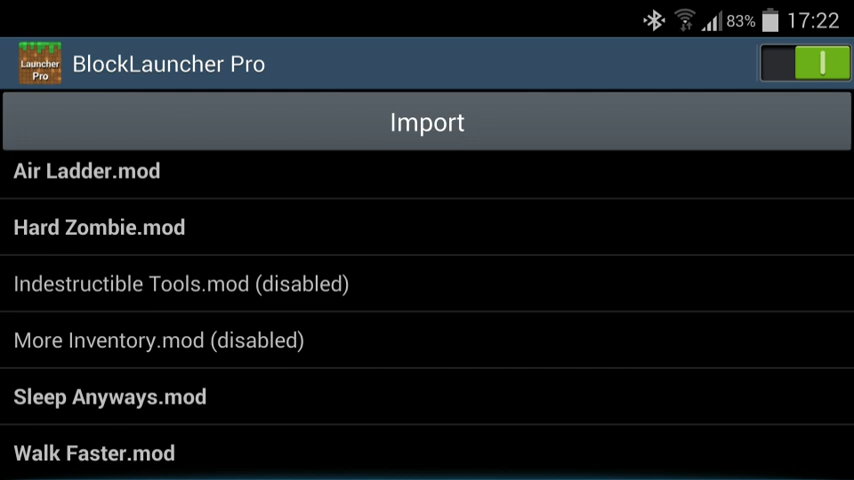 83% 17:22
Launcher
Pro
BlockLauncher Pro
Import
Air Ladder.mod
Hard Zombie.mod
Indestructible Tools.mod (disabled)
More Inventory.mod (disabled)
Sleep Anyways.mod
Walk Faster.mod